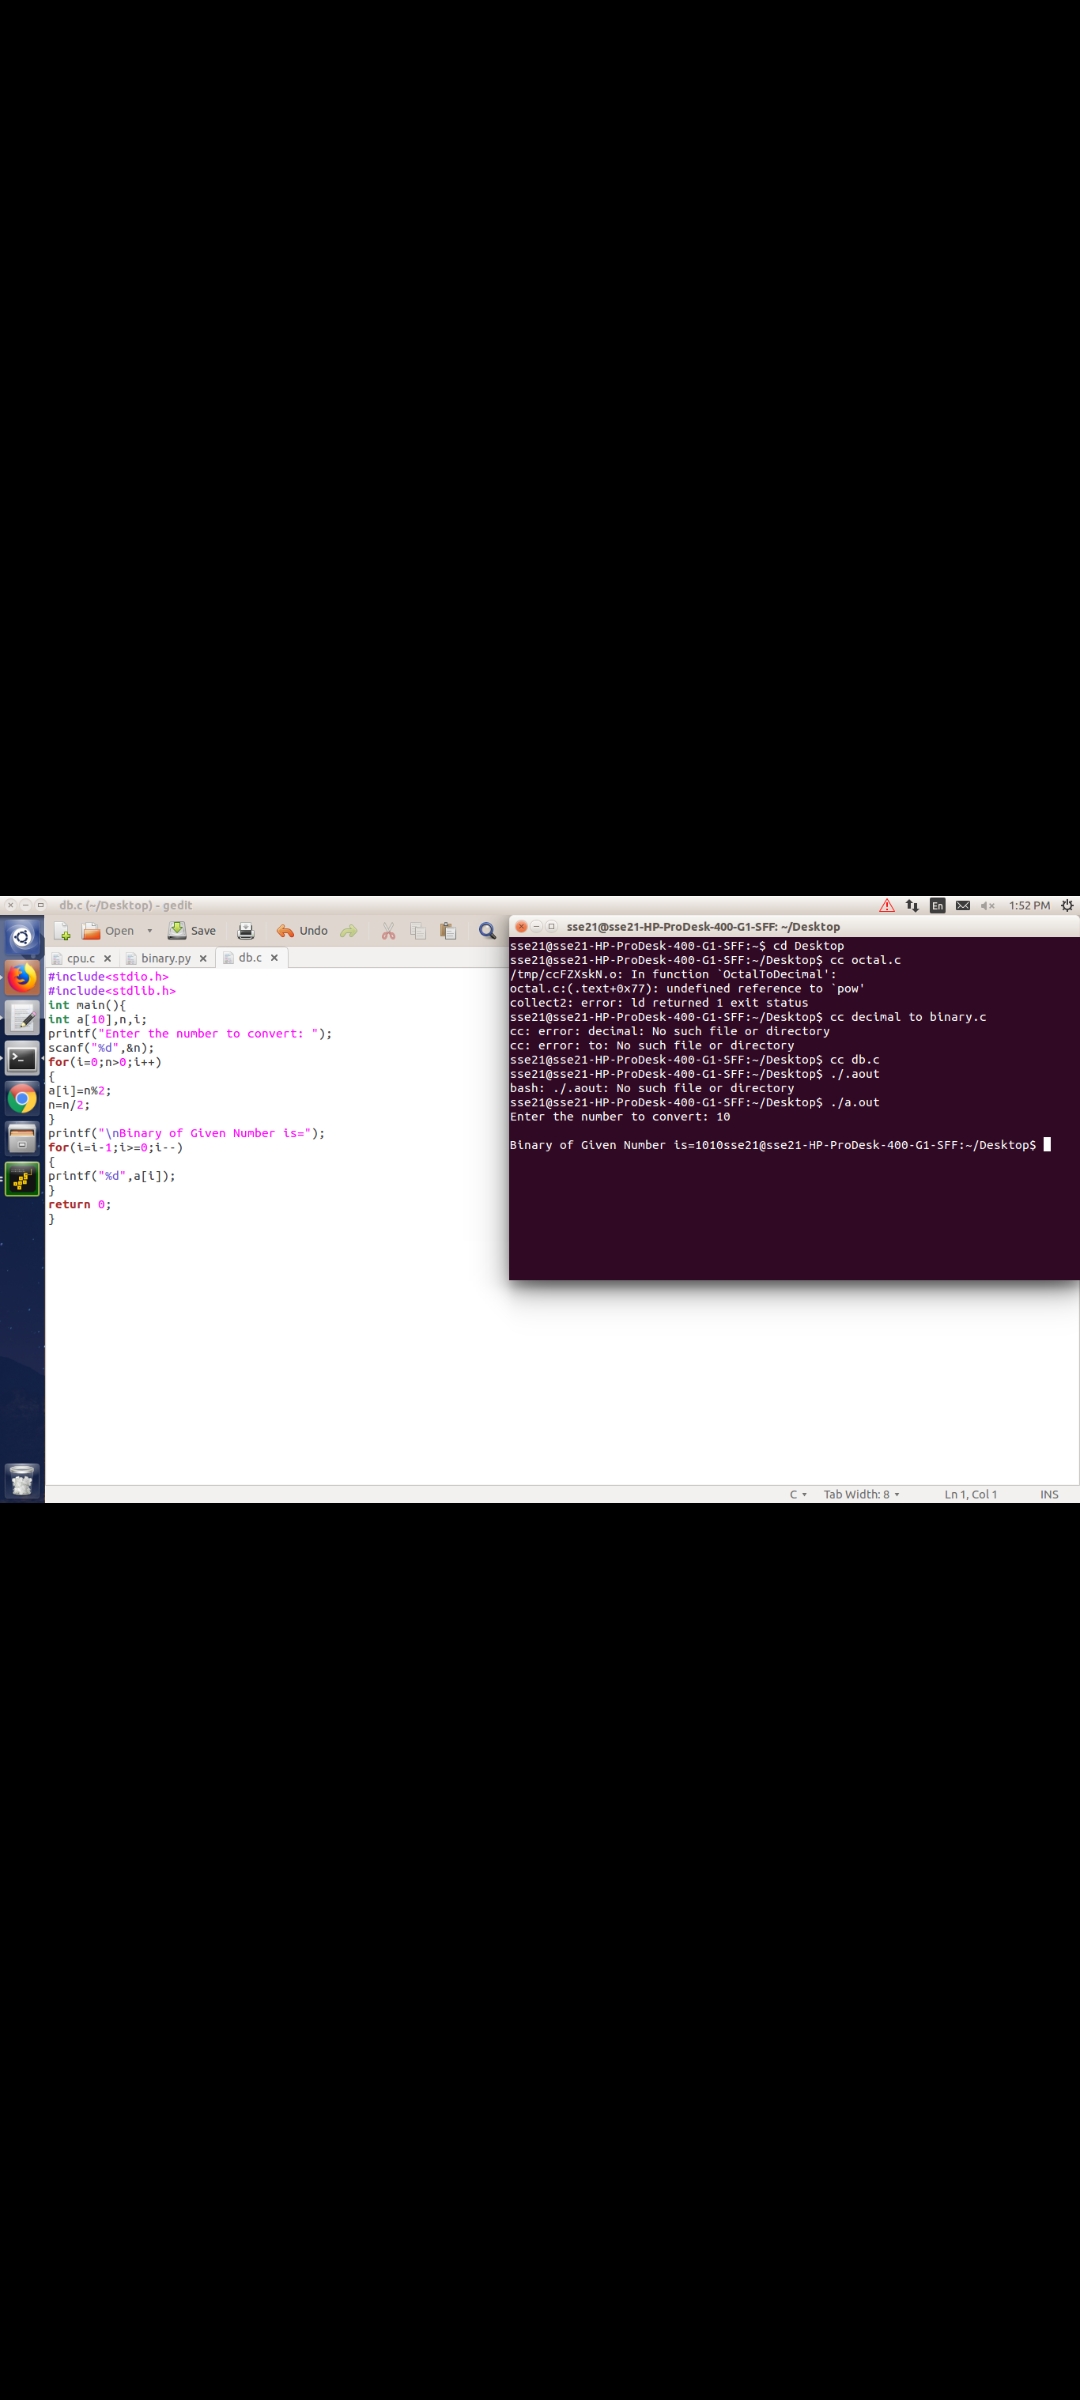 db.c (~/Desktop) - gedit
En
1:52 PM
Open
Save
Undo
cpu.c
binary.py
db.c
#include<stdio.h>
#include<stdlib.h>
int main(){
int a[10],n,i;
printf("Enter the number to convert: ");
scanf("%d",&n);
for(i=0;n>0;i++)
{
a[i]=n%2;
n=n/2;
}
printf("\nBinary of Given Number is=");
for(i=i-1;i>=0;i--)
{
printf("%d",a[i]);
}
return 0;
}
sse21@sse21-HP-ProDesk-400-G1-SFF: ~/Desktop
sse21@sse21-HP-ProDesk-400-G1-SFF:~$ cd Desktop
sse21@sse21-HP-ProDesk-400-G1-SFF:~/Desktop$ cc octal.c
/tmp/ccFZXskN.o: In function `OctalToDecimal':
octal.c:(.text+0x77): undefined reference to `pow'
collect2: error: ld returned 1 exit status
sse21@sse21-HP-ProDesk-400-G1-SFF:~/Desktop$ cc decimal to binary.c
cc: error: decimal: No such file or directory
cc: error: to: No such file or directory
sse21@sse21-HP-ProDesk-400-G1-SFF:~/Desktop$ cc db.c
sse21@sse21-HP-ProDesk-400-G1-SFF:~/Desktop$ ./.aout
bash: ./.aout: No such file or directory
sse21@sse21-HP-ProDesk-400-G1-SFF:~/Desktop$ ./a.out
Enter the number to convert: 10
Binary of Given Number is=1010sse21@sse21-HP-ProDesk-400-G1-SFF:~/Desktop$
C
Tab Width: 8
Ln 1, Col 1
INS